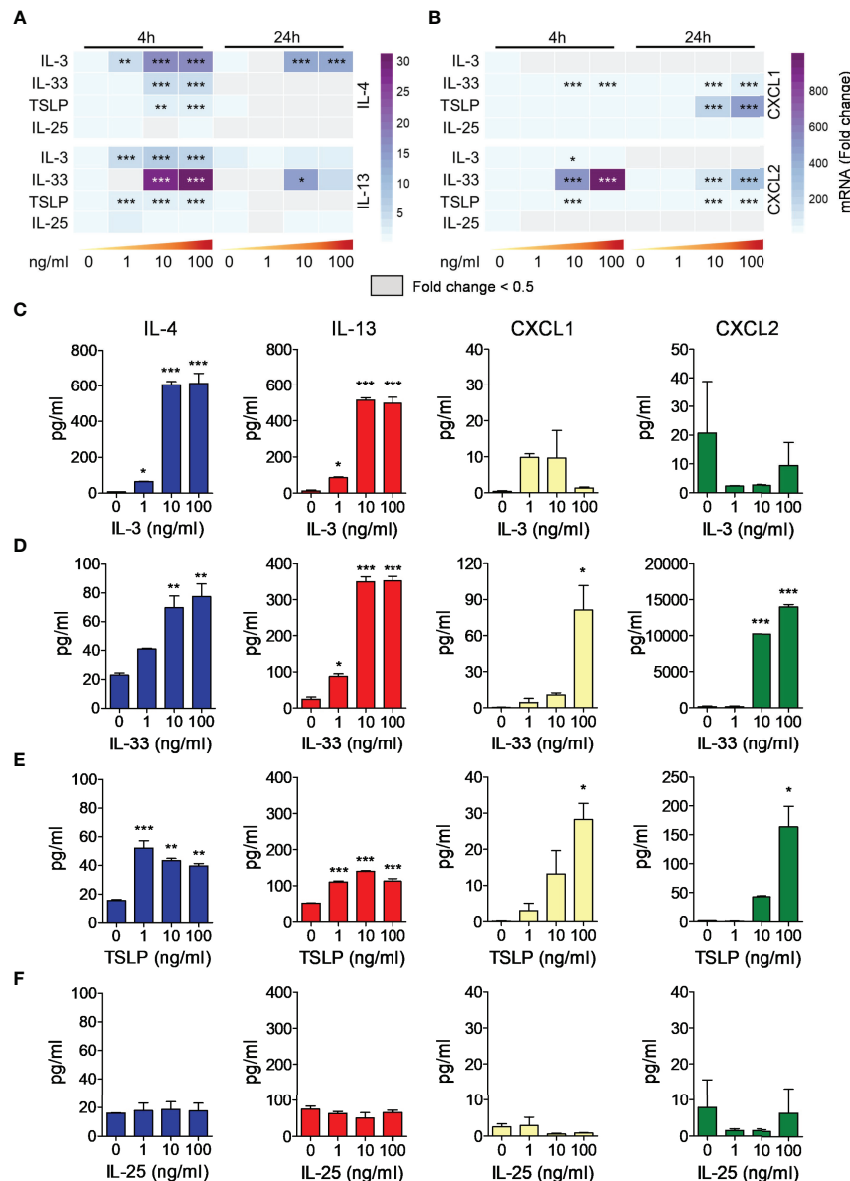 A
4h 24h
IL-3 ** *** *** *** ***
IL-33 *** ***
TSLP ** ***
IL-25
IL-4
IL-3 *** *** ***
IL-33 *** *** *
TSLP *** *** ***
IL-25
IL-13
ng/ml 0 1 10 100 0 1 10 100
30
25
20
15
10
5
B
4h 24h
IL-3
IL-33 *** *** *** ***
TSLP *** ***
IL-25
CXCL1
IL-3 *
IL-33 *** *** *** ***
TSLP *** *** ***
IL-25
CXCL2
ng/ml 0 1 10 100 0 1 10 100
800
600
400
200
mRNA (Fold change)
Fold change < 0.5
C
IL-4 IL-13 CXCL1 CXCL2
pg/ml
800
600
400
200
0
* *** ***
0 1 10 100
IL-3 (ng/ml)
pg/ml
800
600
400
200
0
* *** ***
0 1 10 100
IL-3 (ng/ml)
pg/ml
40
30
20
10
0
0 1 10 100
IL-3 (ng/ml)
pg/ml
50
40
30
20
10
0
0 1 10 100
IL-3 (ng/ml)
D
pg/ml
100
80
60
40
20
0
** **
0 1 10 100
IL-33 (ng/ml)
pg/ml
400
300
200
100
0
* *** ***
0 1 10 100
IL-33 (ng/ml)
pg/ml
120
90
60
30
0
*
0 1 10 100
IL-33 (ng/ml)
pg/ml
20000
15000
10000
5000
0
*** ***
0 1 10 100
IL-33 (ng/ml)
E
pg/ml
100
80
60
40
20
0
*** ** **
0 1 10 100
TSLP (ng/ml)
pg/ml
400
300
200
100
0
*** *** ***
0 1 10 100
TSLP (ng/ml)
pg/ml
40
30
20
10
0
*
0 1 10 100
TSLP (ng/ml)
pg/ml
250
200
150
100
50
0
*
0 1 10 100
TSLP (ng/ml)
F
pg/ml
100
80
60
40
20
0
0 1 10 100
IL-25 (ng/ml)
pg/ml
400
300
200
100
0
0 1 10 100
IL-25 (ng/ml)
pg/ml
40
30
20
10
0
0 1 10 100
IL-25 (ng/ml)
pg/ml
40
30
20
10
0
0 1 10 100
IL-25 (ng/ml)